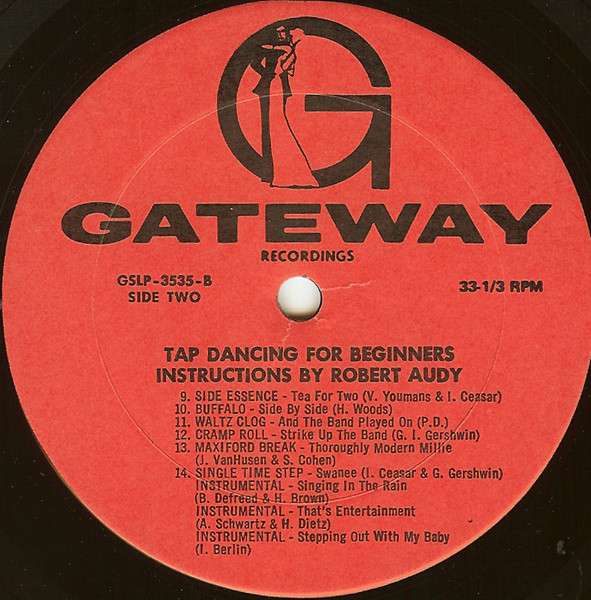 G
GATEWAY
RECORDINGS
GSLP-3535-B
SIDE TWO
33-1/3 RPM
TAP DANCING FOR BEGINNERS
INSTRUCTIONS BY ROBERT AUDY
9. SIDE ESSENCE - Tea For Two (V. Youmans & I. Ceasar)
10. BUFFALO - Side By Side (H. Woods)
11. WALTZ CLOG - And The Band Played On (P.D.)
12. CRAMP ROLL - Strike Up The Band (G. I. Gershwin)
13. MAXIFORD BREAK - Thoroughly Modern Millie
(J. VanHusen & S. Cohen)
14. SINGLE TIME STEP - Swanee (I. Ceasar & G. Gershwin)
INSTRUMENTAL - Singing In The Rain
(B. Defreed & H. Brown)
INSTRUMENTAL - That's Entertainment
(A. Schwartz & H. Dietz)
INSTRUMENTAL - Stepping Out With My Baby
(I. Berlin)